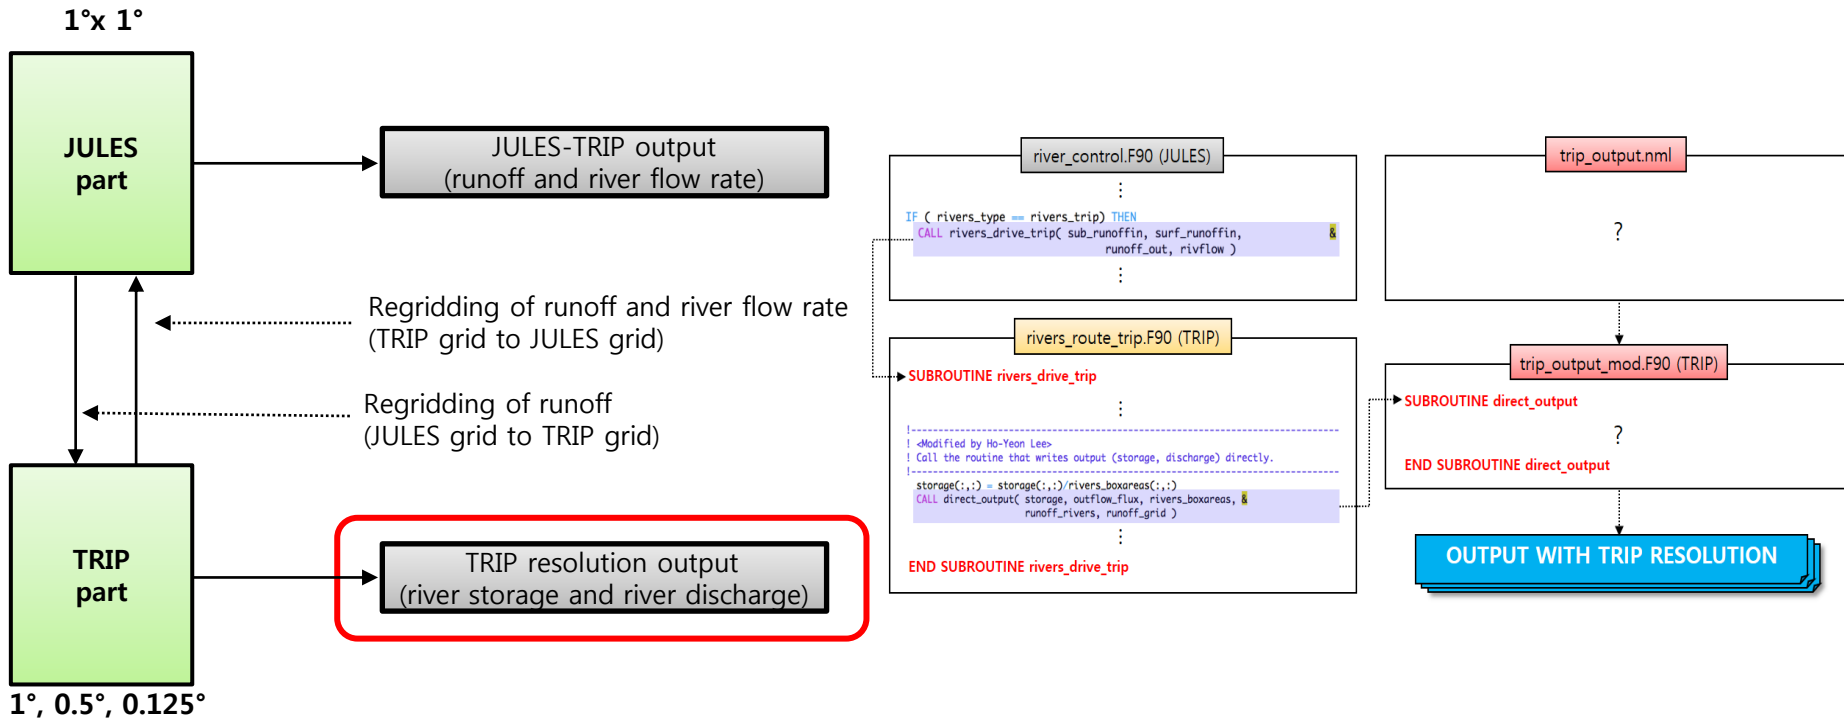 1°x 1°
JULES
part
JULES-TRIP output
(runoff and river flow rate)
Regridding of runoff and river flow rate
(TRIP grid to JULES grid)
Regridding of runoff
(JULES grid to TRIP grid)
TRIP
part
TRIP resolution output
(river storage and river discharge)
1°, 0.5°, 0.125°
river_control.F90 (JULES)
⋮
IF ( rivers_type == rivers_trip) THEN
CALL rivers_drive_trip( sub_runoffin, surf_runoffin, &
runoff_out, rivflow )
⋮
rivers_route_trip.F90 (TRIP)
SUBROUTINE rivers_drive_trip
⋮
!-----------------------------------------------------------------------
! <Modified by Ho-Yeon Lee>
! Call the routine that writes output (storage, discharge) directly.
!-----------------------------------------------------------------------
storage(:,:) = storage(:,:)/rivers_boxareas(:,:)
CALL direct_output( storage, outflow_flux, rivers_boxareas, &
runoff_rivers, runoff_grid )
⋮
END SUBROUTINE rivers_drive_trip
trip_output.nml
?
trip_output_mod.F90 (TRIP)
SUBROUTINE direct_output
?
END SUBROUTINE direct_output
OUTPUT WITH TRIP RESOLUTION